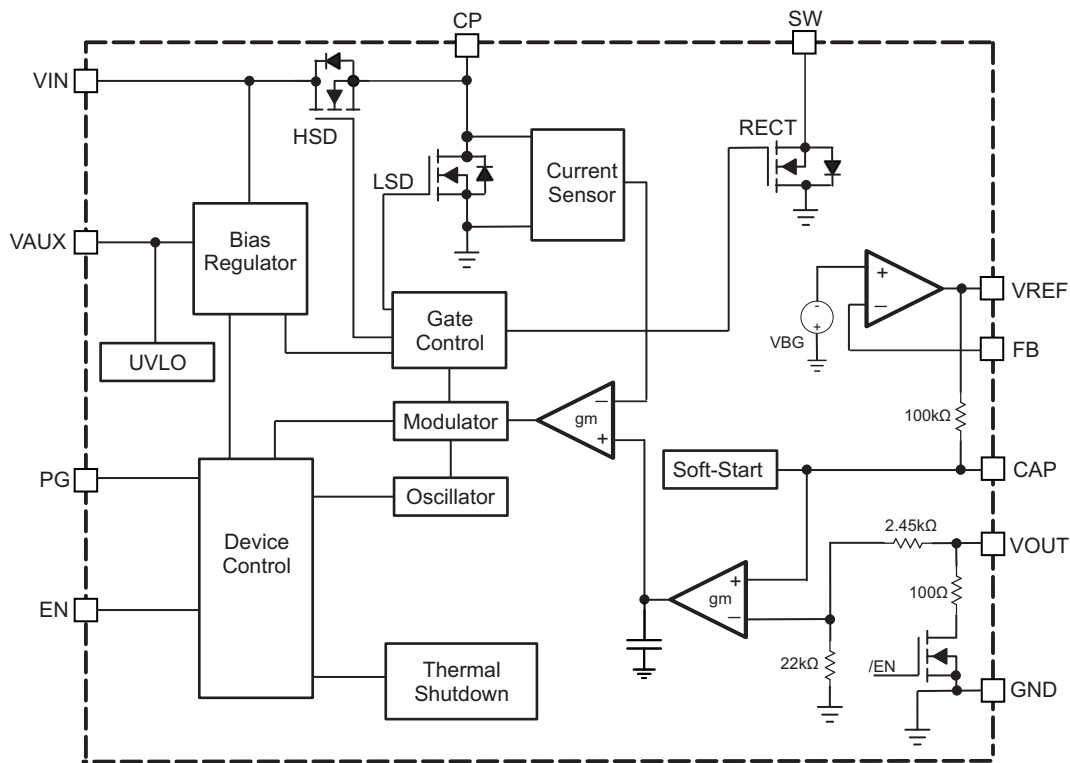 CP
SW
VIN
HSD
RECT
LSD
Current
Sensor
VAUX
Bias
Regulator
+
−
VREF
-
+
VBG
FB
Gate
Control
UVLO
100kΩ
Modulator
−
gm
+
Soft-Start
CAP
PG
Oscillator
2.45kΩ
VOUT
Device
Control
+
gm
−
100Ω
EN
22kΩ
/EN
Thermal
Shutdown
GND